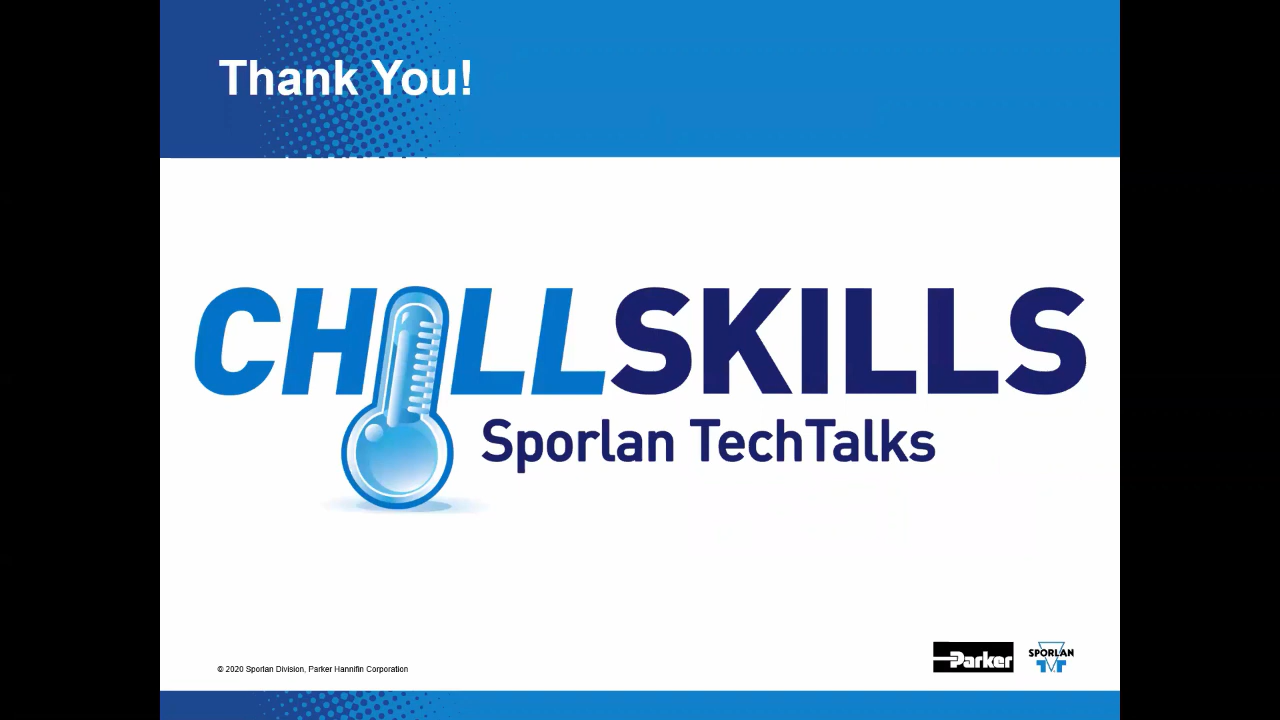 Thank You!
CHILLSKILLS
Sporlan TechTalks
© 2020 Sporlan Division, Parker Hannifin Corporation
Parker
SPORLAN